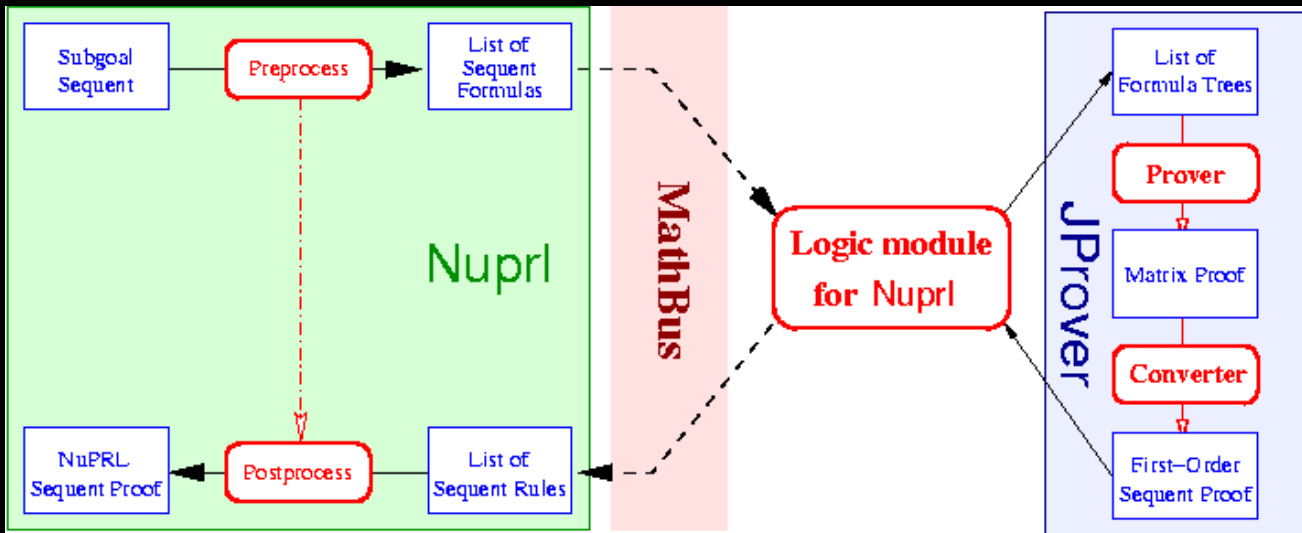 Subgoal
Sequent
Preprocess
List of
Sequent
Formulas
List of
Formula Trees
Prover
Nuprl
MathBus
Logic module
for Nuprl
JProver
Matrix Proof
Converter
NuPRL
Sequent Proof
Postprocess
List of
Sequent Rules
First–Order
Sequent Proof